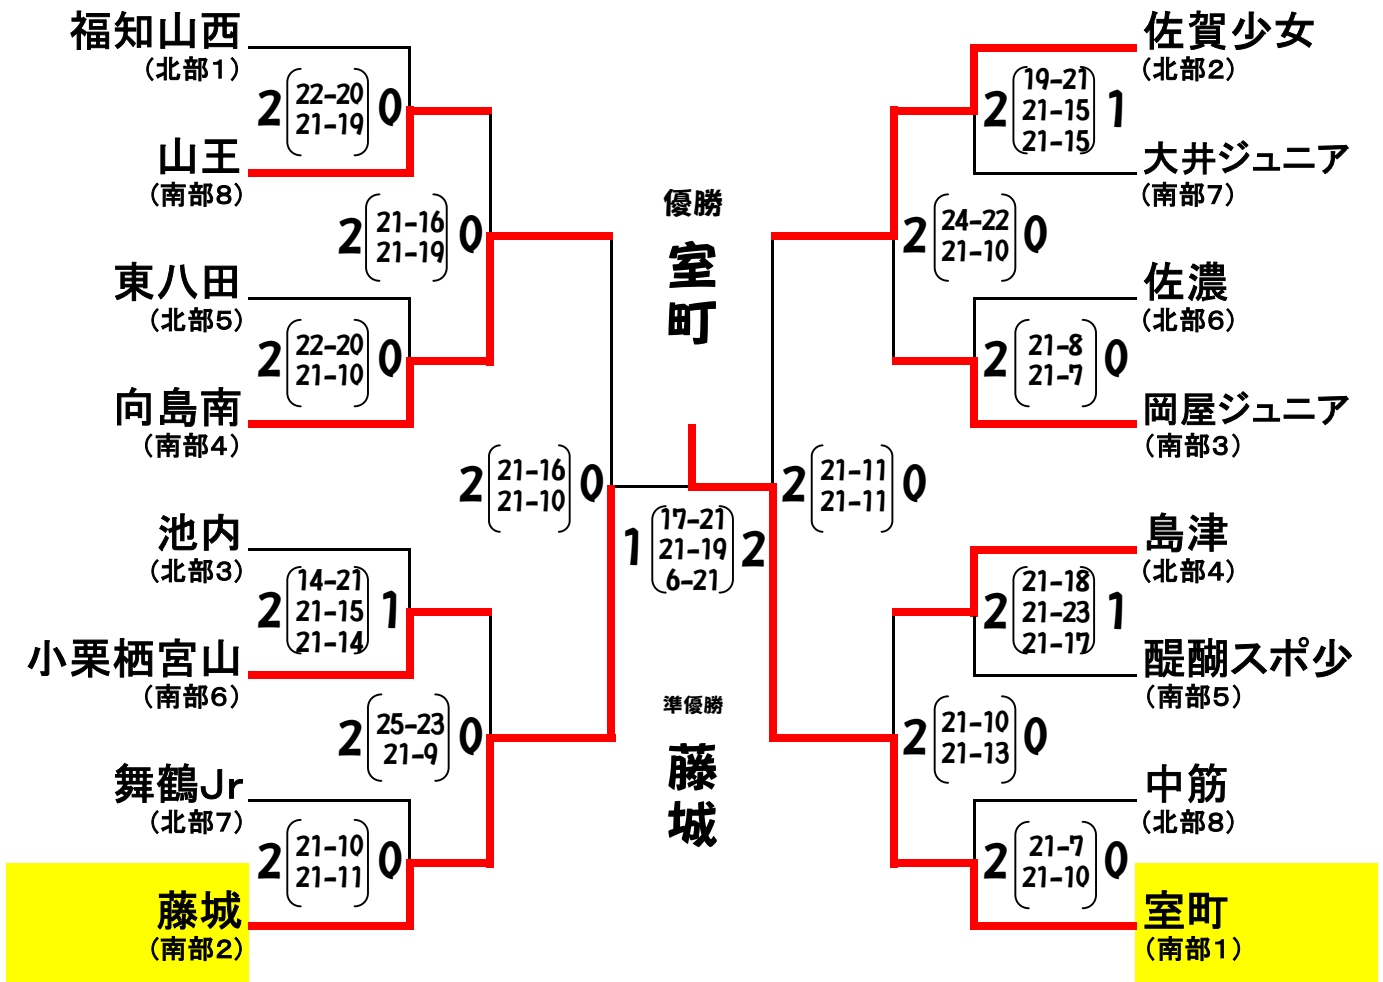 福知山西
(北部1)
2 22-20 0
21-19
山王
(南部8)
2 21-16 0
21-19
東八田
(北部5)
2 22-20 0
21-10
向島南
(南部4)
2 21-16 0
21-10
池内
(北部3)
2 14-21 1
21-15
21-14
小栗栖宮山
(南部6)
2 25-23 0
21-9
舞鶴Jr
(北部7)
2 21-10 0
21-11
藤城
(南部2)
優勝
室町
1 17-21 2
21-19
6-21
準優勝
藤城
佐賀少女
(北部2)
2 19-21 1
21-15
21-15
大井ジュニア
(南部7)
2 24-22 0
21-10
佐濃
(北部6)
2 21-8 0
21-7
岡屋ジュニア
(南部3)
2 21-11 0
21-11
島津
(北部4)
2 21-18 1
21-23
21-17
醍醐スポ少
(南部5)
2 21-10 0
21-13
中筋
(北部8)
2 21-7 0
21-10
室町
(南部1)